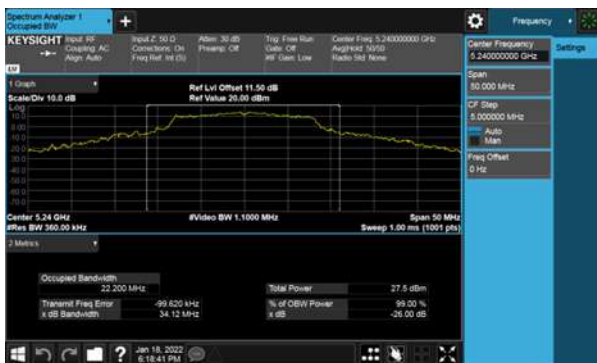 Spectrum Analyzer 1
Occupied BW
+
Frequency
KEYSIGHT Input: RF
Coupling: AC
Align: Auto
Input Z: 50 Ω
Corrections: On
Freq Ref: Int (S)
Atten: 30 dB
Preamp: Off
Trig: Free Run
Gate: Off
#IF Gain: Low
Center Freq: 5.240000000 GHz
Avg|Hold: 50/50
Radio Std: None
Center Frequency
5.240000000 GHz
Settings
Span
50.000 MHz
CF Step
5.000000 MHz
Auto
Man
Freq Offset
0 Hz
1 Graph
Scale/Div 10.0 dB
Ref Lvl Offset 11.50 dB
Ref Value 20.00 dBm
Log
10.0
0.00
Center 5.24 GHz
#Res BW 360.00 kHz
#Video BW 1.1000 MHz
Span 50 MHz
Sweep 1.00 ms (1001 pts)
2 Metrics
Occupied Bandwidth
22.200 MHz
Total Power 27.5 dBm
Transmit Freq Error -99.620 kHz
% of OBW Power 99.00 %
x dB Bandwidth 34.12 MHz
x dB -26.00 dB
?
Jan 18, 2022
6:18:41 PM